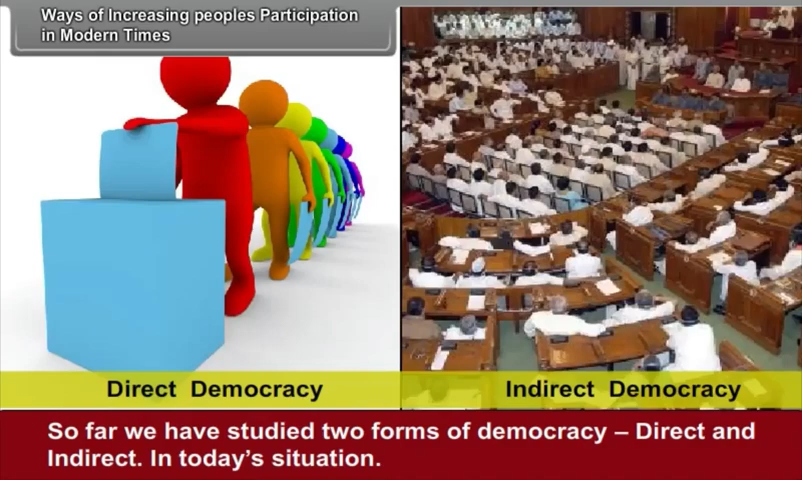 Ways of Increasing peoples Participation
in Modern Times
Direct Democracy
Indirect Democracy
So far we have studied two forms of democracy – Direct and
Indirect. In today's situation.